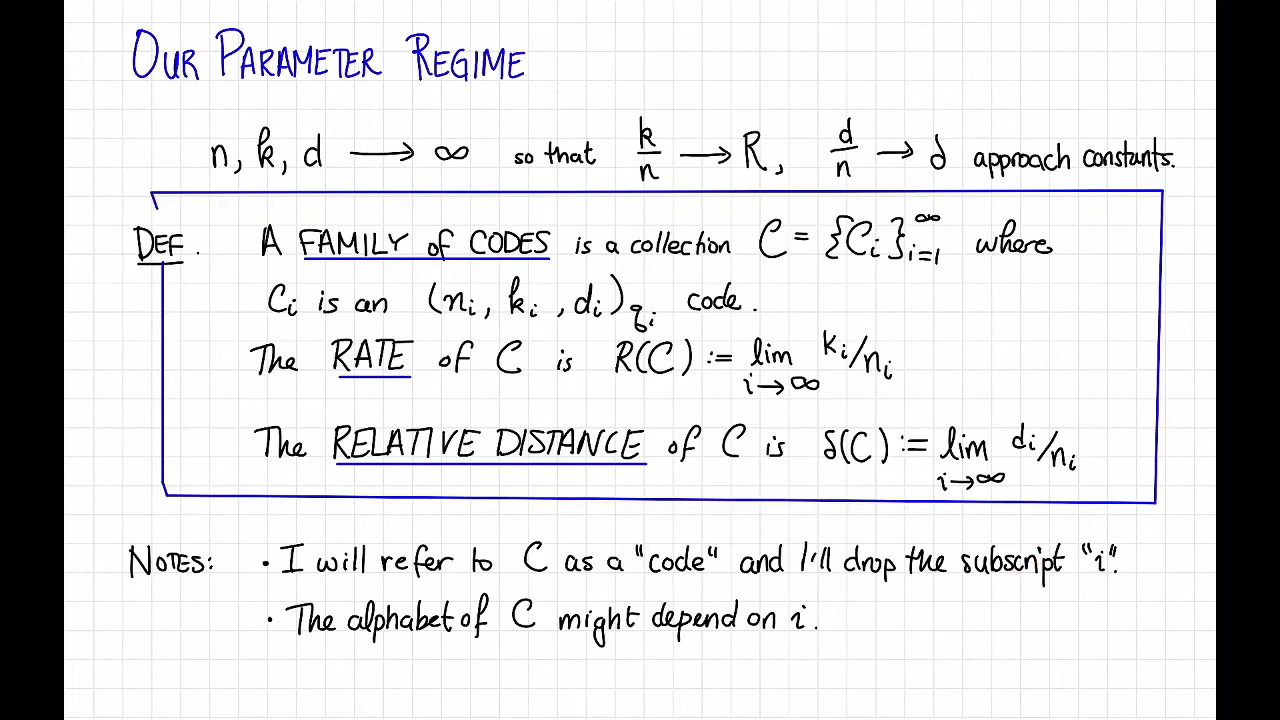 OUR PARAMETER REGIME
n, k, d ⟶ ∞ so that k/n ⟶ R, d/n → δ approach constants.
DEF. A FAMILY of CODES is a collection C = {C_i}_{i=1}^∞ where
C_i is an (n_i, k_i, d_i)_{q_i} code.
The RATE of C is R(C) := lim_{i→∞} k_i/n_i
The RELATIVE DISTANCE of C is δ(C) := lim_{i→∞} d_i/n_i
NOTES: · I will refer to C as a "code" and I'll drop the subscript "i".
· The alphabet of C might depend on i.